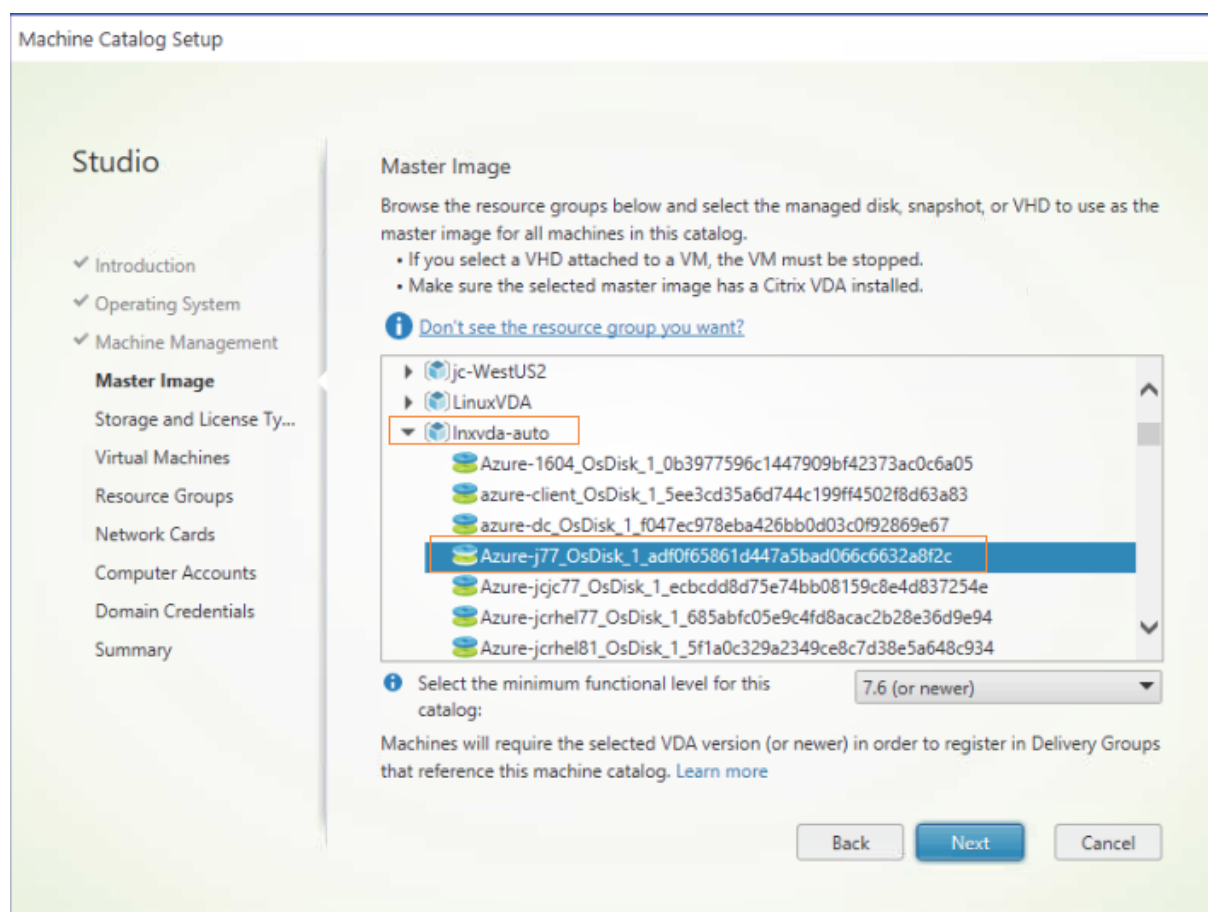 Machine Catalog Setup
Studio
Introduction
Operating System
Machine Management
Master Image
Storage and License Ty...
Virtual Machines
Resource Groups
Network Cards
Computer Accounts
Domain Credentials
Summary
Master Image
Browse the resource groups below and select the managed disk, snapshot, or VHD to use as the
master image for all machines in this catalog.
• If you select a VHD attached to a VM, the VM must be stopped.
• Make sure the selected master image has a Citrix VDA installed.
Don't see the resource group you want?
jc-WestUS2
LinuxVDA
lnxvda-auto
Azure-1604_OsDisk_1_0b3977596c1447909bf42373ac0c6a05
azure-client_OsDisk_1_5ee3cd35a6d744c199ff4502f8d63a83
azure-dc_OsDisk_1_f047ec978eba426bb0d03c0f92869e67
Azure-j77_OsDisk_1_adf0f65861d447a5bad066c6632a8f2c
Azure-jcjc77_OsDisk_1_ecbcdd8d75e74bb08159c8e4d837254e
Azure-jcrhel77_OsDisk_1_685abfc05e9c4fd8acac2b28e36d9e94
Azure-jcrhel81_OsDisk_1_5f1a0c329a2349ce8c7d38e5a648c934
Select the minimum functional level for this
catalog:
7.6 (or newer)
Machines will require the selected VDA version (or newer) in order to register in Delivery Groups
that reference this machine catalog. Learn more
Back
Next
Cancel